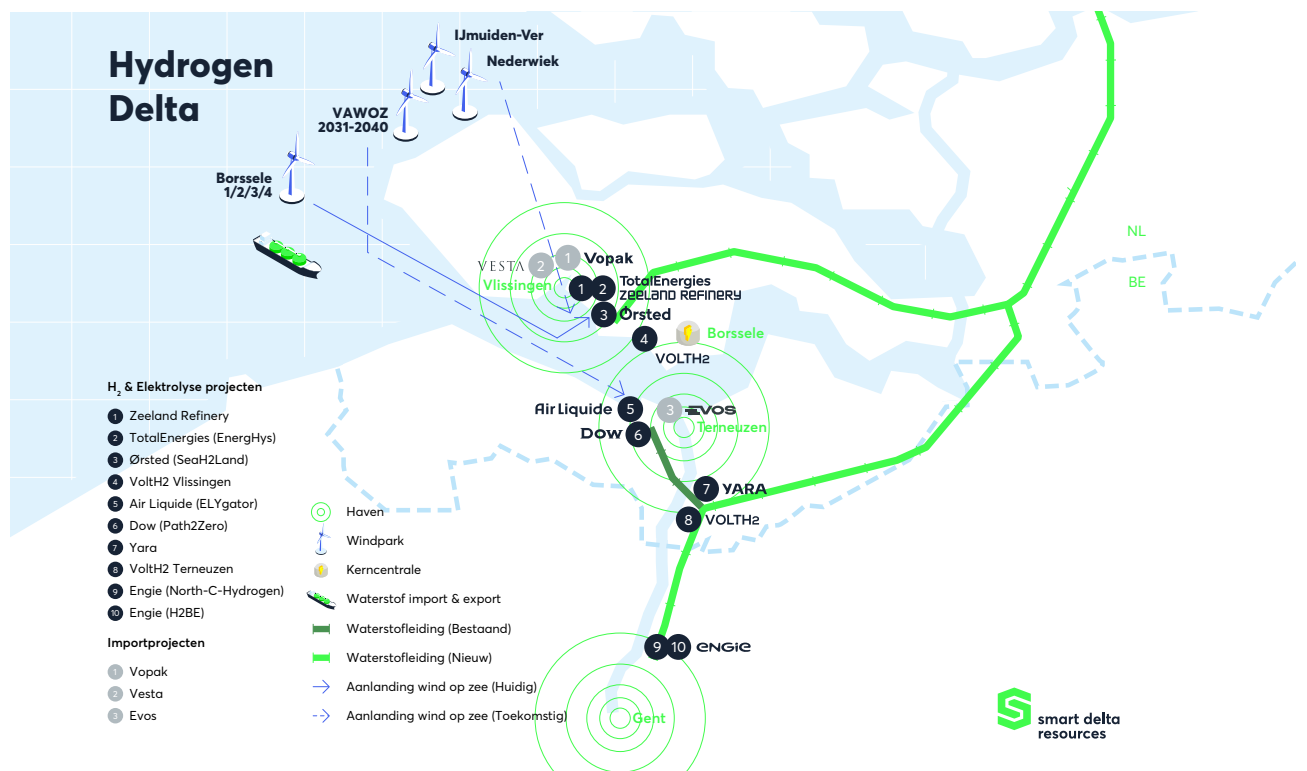 Hydrogen
Delta
IJmuiden-Ver
Nederwiek
VAWOZ
2031-2040
Borssele
1/2/3/4
NL
BE
1
Vopak
VESTA
2
Vlissingen
1
2
TotalEnergies
ZEELAND REFINERY
3
Ørsted
4
VOLTH2
Borssele
Air Liquide
5
3
EVOS
Terneuzen
DOW
6
7
YARA
8
VOLTH2
9
10
ENGIE
Gent
H2 & Elektrolyse projecten
1 Zeeland Refinery
2 TotalEnergies (EnergHys)
3 Ørsted (SeaH2Land)
4 VoltH2 Vlissingen
5 Air Liquide (ELYgator)
6 Dow (Path2Zero)
7 Yara
8 VoltH2 Terneuzen
9 Engie (North-C-Hydrogen)
10 Engie (H2BE)
Importprojecten
1 Vopak
2 Vesta
3 Evos
Haven
Windpark
Kerncentrale
Waterstof import & export
Waterstofleiding (Bestaand)
Waterstofleiding (Nieuw)
Aanlanding wind op zee (Huidig)
Aanlanding wind op zee (Toekomstig)
smart delta
resources